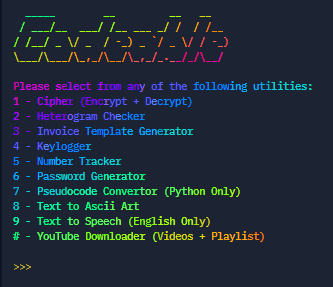 Please select from any of the following utilities:
1 - Cipher (Encrypt + Decrypt)
2 - Heterogram Checker
3 - Invoice Template Generator
4 - Keylogger
5 - Number Tracker
6 - Password Generator
7 - Pseudocode Convertor (Python Only)
8 - Text to Ascii Art
9 - Text to Speech (English Only)
# - YouTube Downloader (Videos + Playlist)
>>>